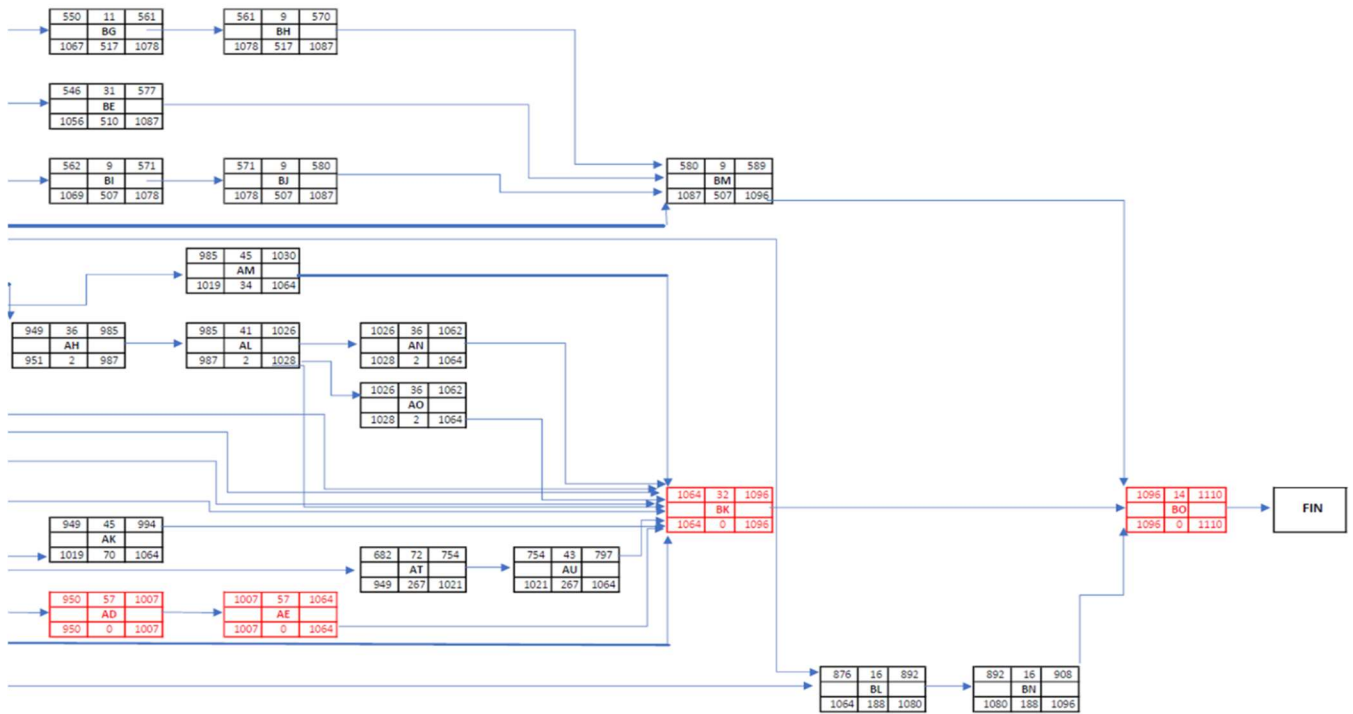 550 11 561
BG
1067 517 1078
561 9 570
BH
1078 517 1087
546 31 577
BE
1056 510 1087
562 9 571
BI
1069 507 1078
571 9 580
BJ
1078 507 1087
580 9 589
BM
1087 507 1096
985 45 1030
AM
1019 34 1064
949 36 985
AH
951 2 987
985 41 1026
AL
987 2 1028
1026 36 1062
AN
1028 2 1064
1026 36 1062
AO
1028 2 1064
1064 32 1096
BK
1064 0 1096
1096 14 1110
BO
1096 0 1110
FIN
949 45 994
AK
1019 70 1064
682 72 754
AT
949 267 1021
754 43 797
AU
1021 267 1064
950 57 1007
AD
950 0 1007
1007 57 1064
AE
1007 0 1064
876 16 892
BL
1064 188 1080
892 16 908
BN
1080 188 1096